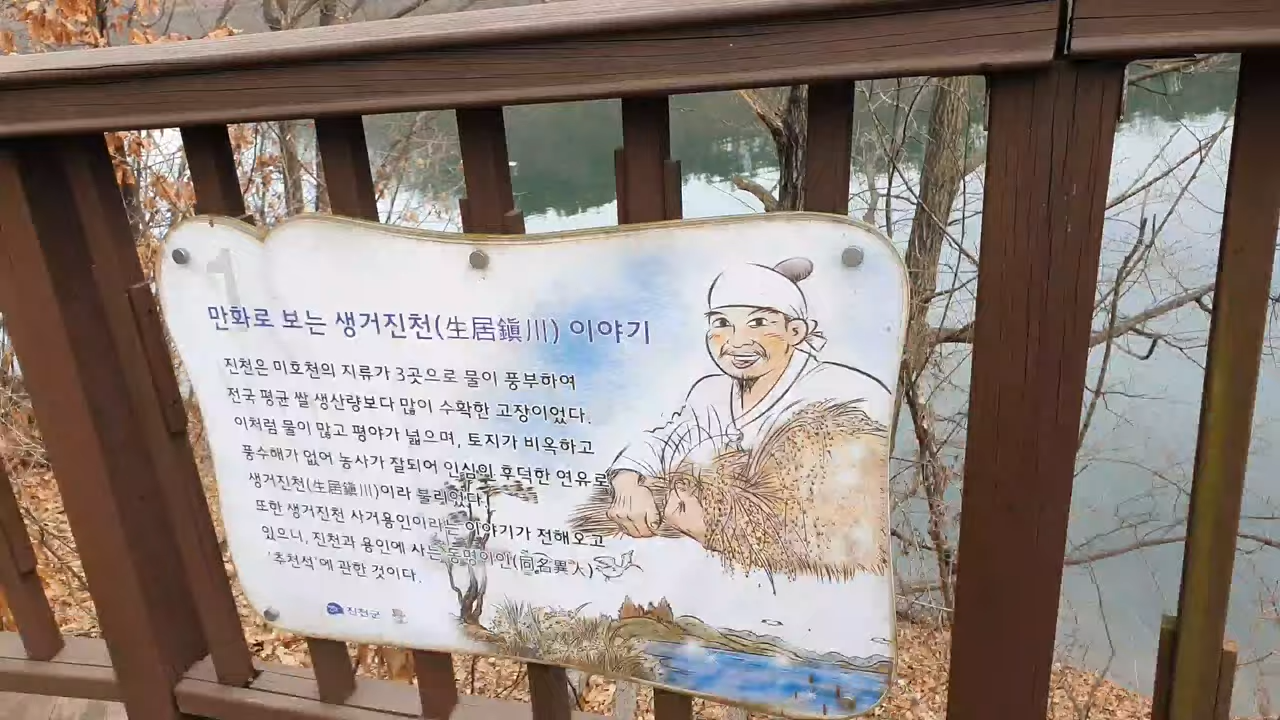 1
만화로 보는 생거진천(生居鎭川) 이야기
진천은 미호천의 지류가 3곳으로 물이 풍부하여
전국 평균 쌀 생산량보다 많이 수확한 고장이었다.
이처럼 물이 많고 평야가 넓으며, 토지가 비옥하고
풍수해가 없어 농사가 잘되어 인심의 후덕한 연유로
생거진천(生居鎭川)이라 불리었다.
또한 생거진천 사거용인이라는 이야기가 전해오고
있으니, 진천과 용인에 사는 동명이인(同名異人)
'추천석'에 관한 것이다.
진천군